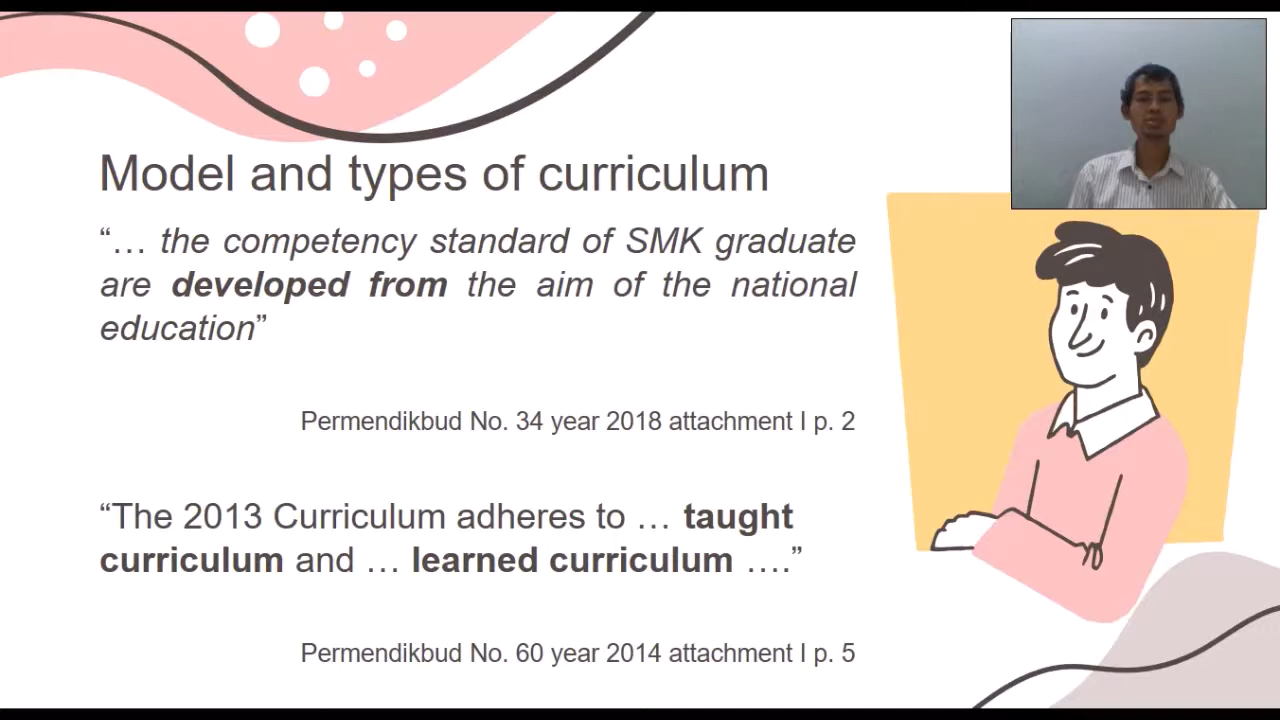 Model and types of curriculum
“… the competency standard of SMK graduate
are developed from the aim of the national
education”
Permendikbud No. 34 year 2018 attachment I p. 2
“The 2013 Curriculum adheres to … taught
curriculum and … learned curriculum ….”
Permendikbud No. 60 year 2014 attachment I p. 5